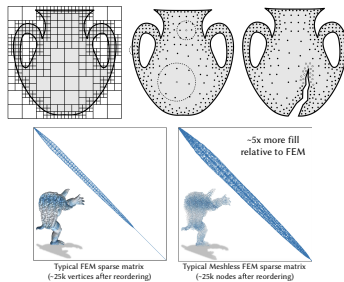 ~5x more fill
relative to FEM
Typical FEM sparse matrix
(~25k vertices after reordering)
Typical Meshless FEM sparse matrix
(~25k nodes after reordering)